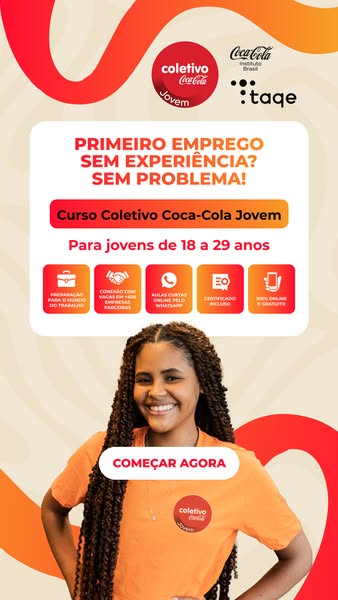 coletivo
Coca-Cola
Jovem
Coca-Cola
Instituto
Brasil
taqe
PRIMEIRO EMPREGO
SEM EXPERIÊNCIA?
SEM PROBLEMA!
Curso Coletivo Coca-Cola Jovem
Para jovens de 18 a 29 anos
PREPARAÇÃO
PARA O MUNDO
DO TRABALHO
CONEXÃO COM
VAGAS EM +400
EMPRESAS
PARCEIRAS
AULAS CURTAS
ONLINE PELO
WHATSAPP
CERTIFICADO
INCLUSO
100% ONLINE
E GRATUITO
COMEÇAR AGORA
coletivo
Coca-Cola
Jovem